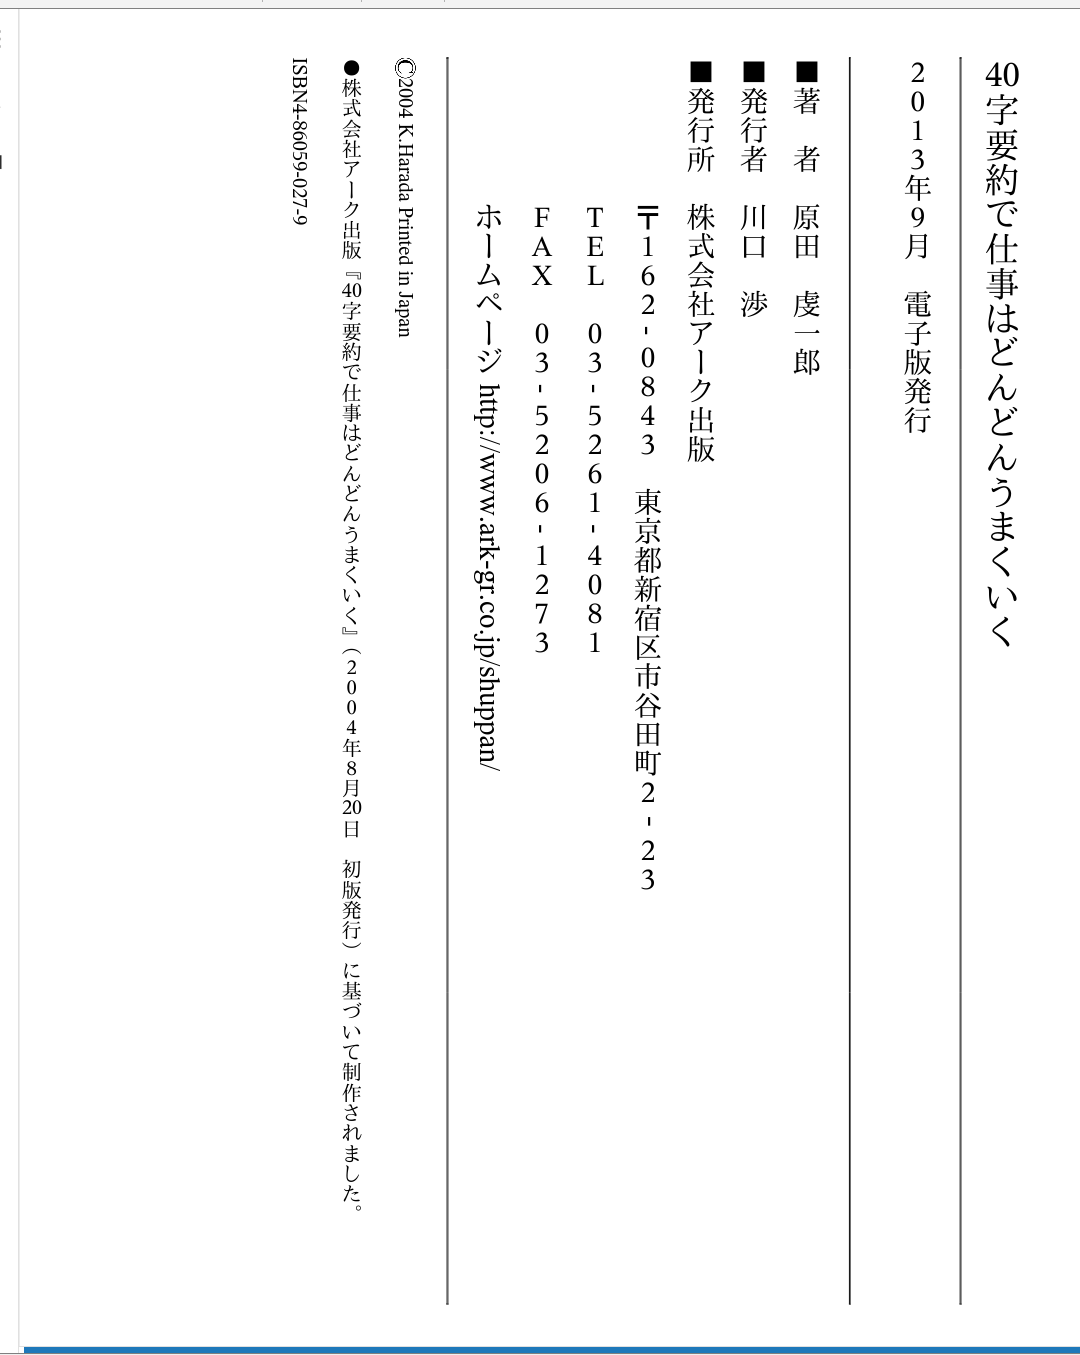 40字要約で仕事はどんどんうまくいく
2013年9月　電子版発行
■著　者　原田　虔一郎
■発行者　川口　渉
■発行所　株式会社アーク出版
〒162-0843　東京都新宿区市谷田町2-23
TEL　03-5261-4081
FAX　03-5206-1273
ホームページ http://www.ark-gr.co.jp/shuppan/
©2004 K.Harada Printed in Japan
●株式会社アーク出版『40字要約で仕事はどんどんうまくいく』（2004年8月20日　初版発行）に基づいて制作されました。
ISBN4-86059-027-9